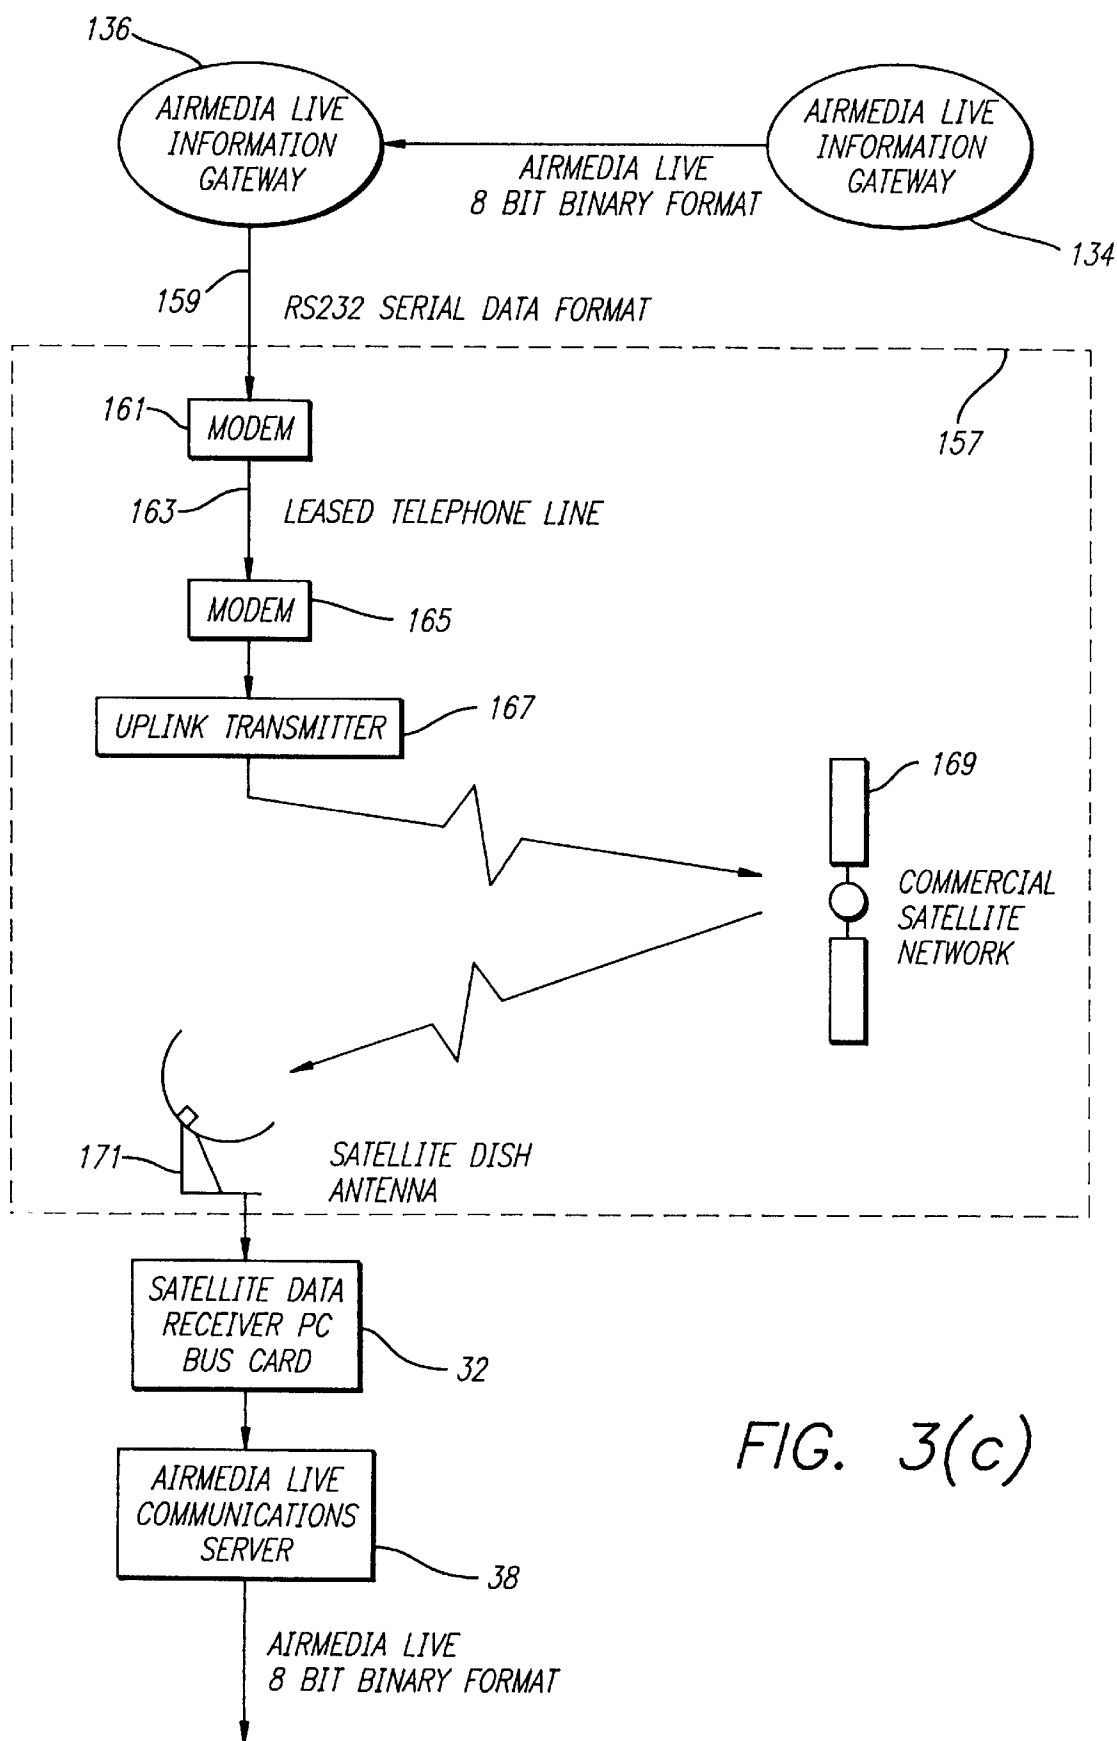 136
AIRMEDIA LIVE
INFORMATION
GATEWAY
AIRMEDIA LIVE
INFORMATION
GATEWAY
AIRMEDIA LIVE
8 BIT BINARY FORMAT
134
159
RS232 SERIAL DATA FORMAT
161
MODEM
157
163
LEASED TELEPHONE LINE
MODEM
165
UPLINK TRANSMITTER
167
169
COMMERCIAL
SATELLITE
NETWORK
171
SATELLITE DISH
ANTENNA
SATELLITE DATA
RECEIVER PC
BUS CARD
32
AIRMEDIA LIVE
COMMUNICATIONS
SERVER
38
FIG. 3(c)
AIRMEDIA LIVE
8 BIT BINARY FORMAT